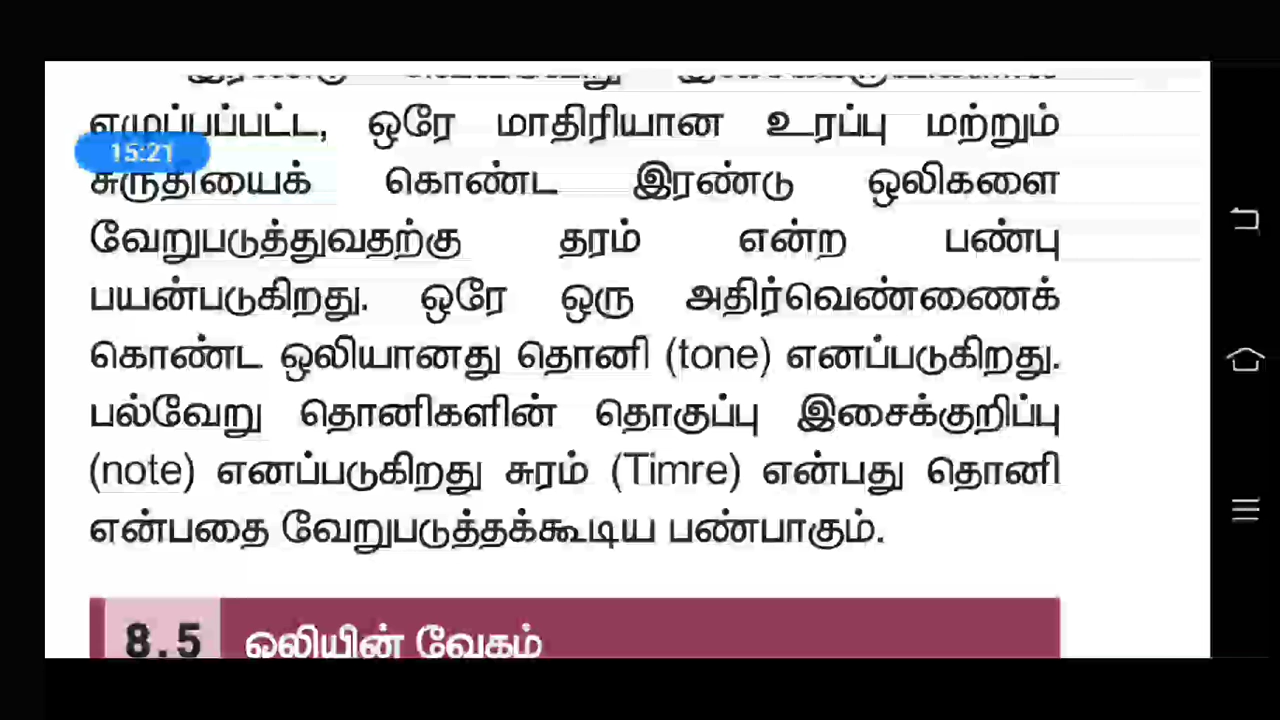 எழுப்பப்பட்ட, ஒரே மாதிரியான உரப்பு மற்றும்
15:21
சுருதியைக் கொண்ட இரண்டு ஒலிகளை
வேறுபடுத்துவதற்கு தரம் என்ற பண்பு
பயன்படுகிறது. ஒரே ஒரு அதிர்வெண்ணைக்
கொண்ட ஒலியானது தொனி (tone) எனப்படுகிறது.
பல்வேறு தொனிகளின் தொகுப்பு இசைக்குறிப்பு
(note) எனப்படுகிறது சுரம் (Timre) என்பது தொனி
என்பதை வேறுபடுத்தக்கூடிய பண்பாகும்.
8.5 ஒலியின் வேகம்